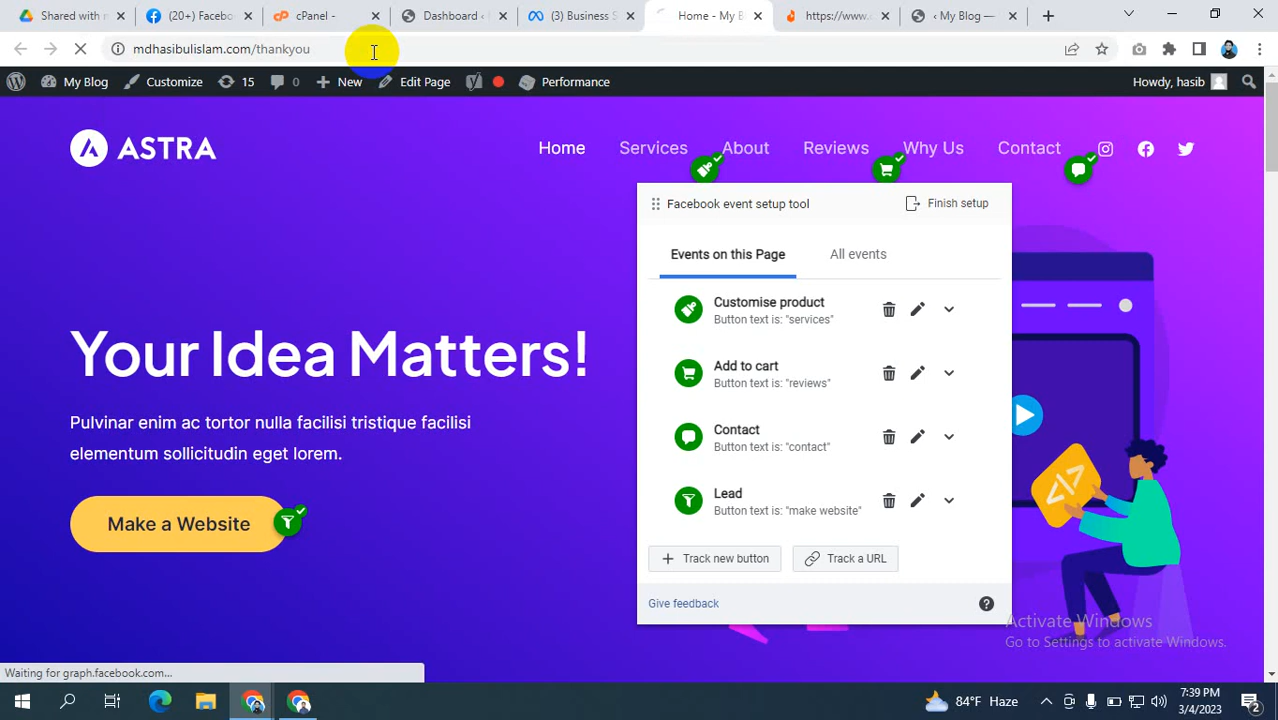 Shared with m
(20+) Facebo
cPanel -
Dashboard ‹
(3) Business S
Home - My B
https://www.
‹ My Blog —
mdhasibulislam.com/thankyou
My Blog
Customize
15
0
New
Edit Page
Performance
Howdy, hasib
ASTRA
Home
Services
About
Reviews
Why Us
Contact
Facebook event setup tool
Finish setup
Events on this Page
All events
Customise product
Button text is: "services"
Add to cart
Button text is: "reviews"
Contact
Button text is: "contact"
Lead
Button text is: "make website"
Track new button
Track a URL
Give feedback
Your Idea Matters!
Pulvinar enim ac tortor nulla facilisi tristique facilisi
elementum sollicitudin eget lorem.
Make a Website
Activate Windows
Go to Settings to activate Windows.
Waiting for graph.facebook.com...
84°F Haze
7:39 PM
3/4/2023
2